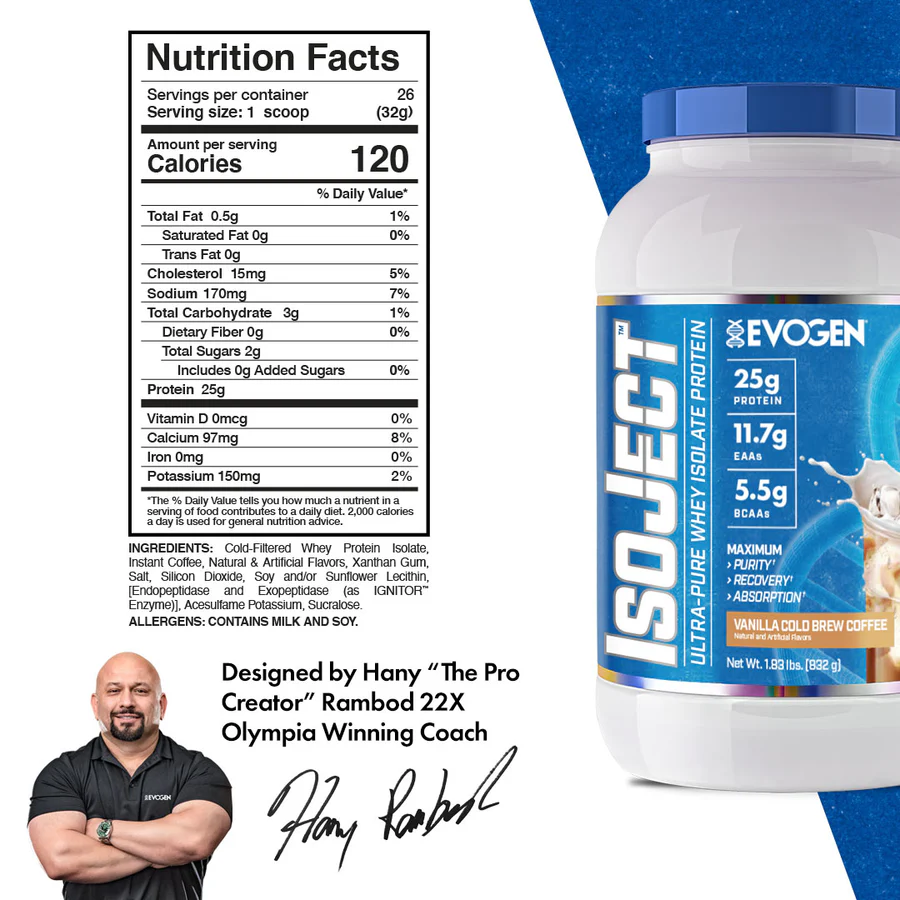 Nutrition Facts
Servings per container 26
Serving size: 1 scoop (32g)
Amount per serving
Calories 120
% Daily Value*
Total Fat 0.5g 1%
Saturated Fat 0g 0%
Trans Fat 0g
Cholesterol 15mg 5%
Sodium 170mg 7%
Total Carbohydrate 3g 1%
Dietary Fiber 0g 0%
Total Sugars 2g
Includes 0g Added Sugars 0%
Protein 25g
Vitamin D 0mcg 0%
Calcium 97mg 8%
Iron 0mg 0%
Potassium 150mg 2%
*The % Daily Value tells you how much a nutrient in a
serving of food contributes to a daily diet. 2,000 calories
a day is used for general nutrition advice.
INGREDIENTS: Cold-Filtered Whey Protein Isolate,
Instant Coffee, Natural & Artificial Flavors, Xanthan Gum,
Salt, Silicon Dioxide, Soy and/or Sunflower Lecithin,
[Endopeptidase and Exopeptidase (as IGNITOR™
Enzyme)], Acesulfame Potassium, Sucralose.
ALLERGENS: CONTAINS MILK AND SOY.
Designed by Hany “The Pro
Creator” Rambod 22X
Olympia Winning Coach
Hany Rambod
EVOGEN
ISOJECT™
ULTRA-PURE WHEY ISOLATE PROTEIN
EVOGEN
25g
PROTEIN
11.7g
EAAs
5.5g
BCAAs
MAXIMUM
› PURITY†
› RECOVERY†
› ABSORPTION†
VANILLA COLD BREW COFFEE
Natural and Artificial Flavors
Net Wt. 1.83 lbs. [832 g]